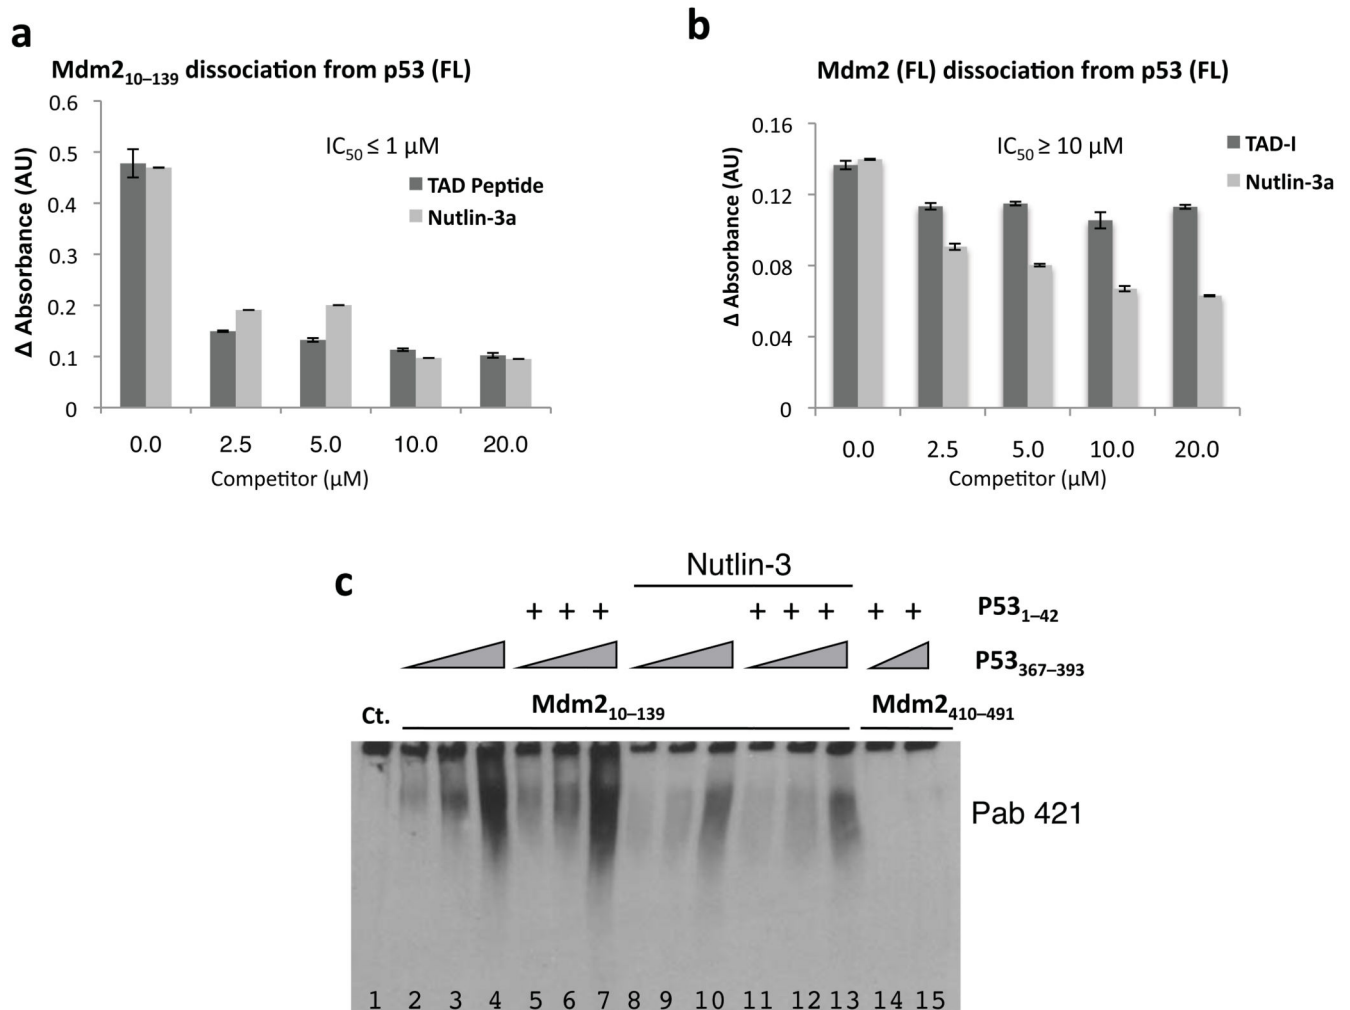 a
Mdm2₁₀₋₁₃₉ dissociation from p53 (FL)
0.6
0.5
0.4
0.3
0.2
0.1
0
Δ Absorbance (AU)
IC₅₀ ≤ 1 μM
TAD Peptide
Nutlin-3a
0.0 2.5 5.0 10.0 20.0
Competitor (μM)
b
Mdm2 (FL) dissociation from p53 (FL)
0.16
0.12
0.08
0.04
0
Δ Absorbance (AU)
IC₅₀ ≥ 10 μM
TAD-I
Nutlin-3a
0.0 2.5 5.0 10.0 20.0
Competitor (μM)
c
Nutlin-3
+ + + + + + + + P53₁₋₄₂
P53₃₆₇₋₃₉₃
Ct. Mdm2₁₀₋₁₃₉ Mdm2₄₁₀₋₄₉₁
Pab 421
1 2 3 4 5 6 7 8 9 10 11 12 13 14 15